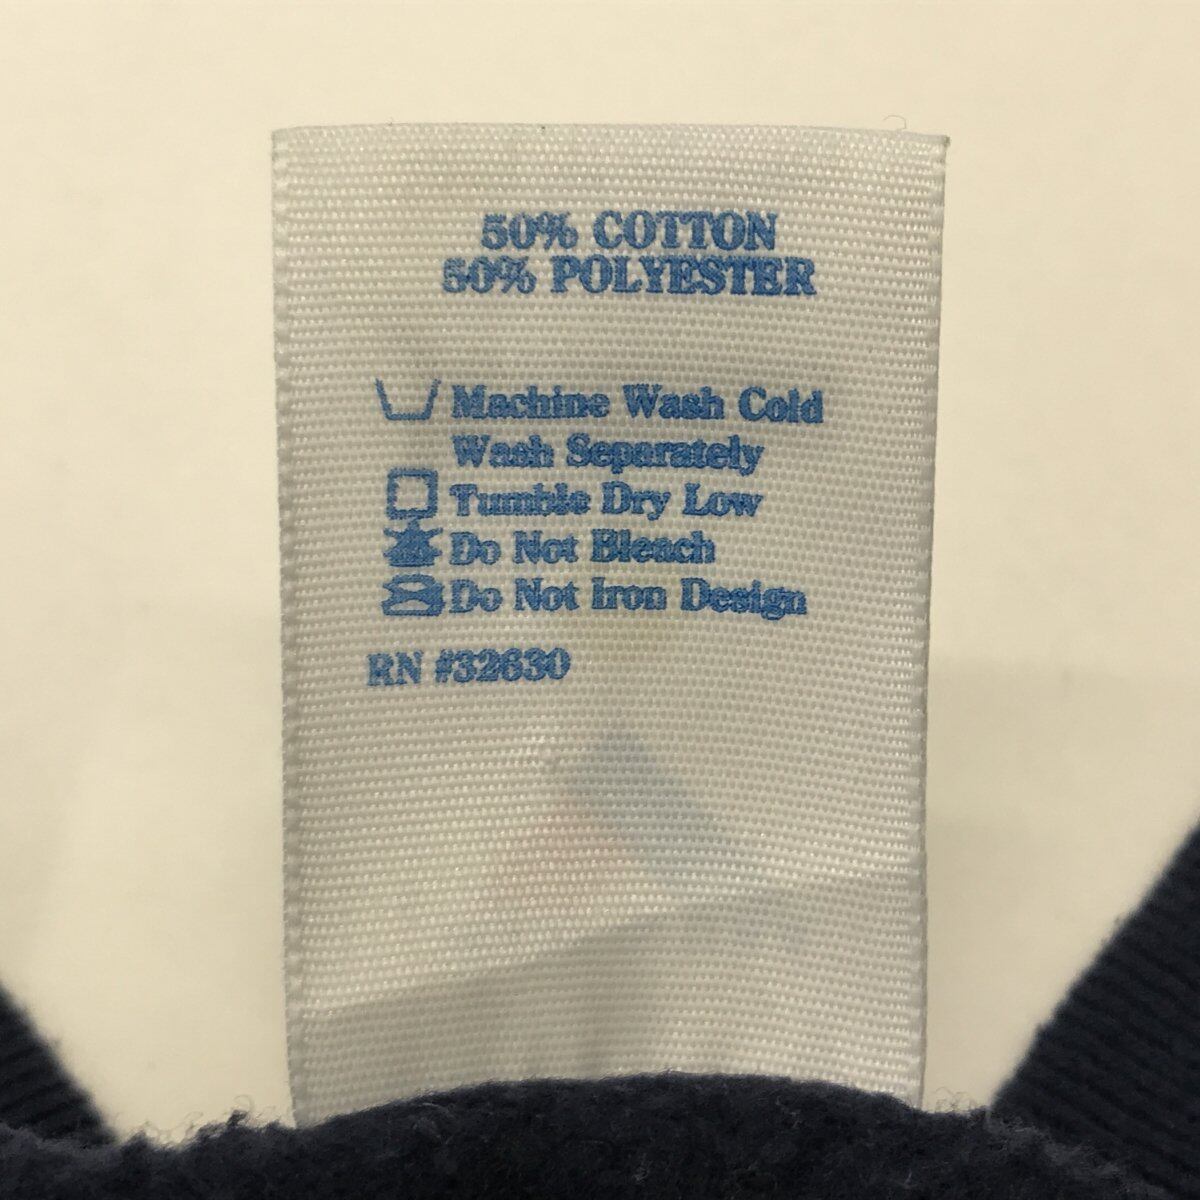 50% COTTON
50% POLYESTER
Machine Wash Cold
Wash Separately
Tumble Dry Low
Do Not Bleach
Do Not Iron Design
RN #32630